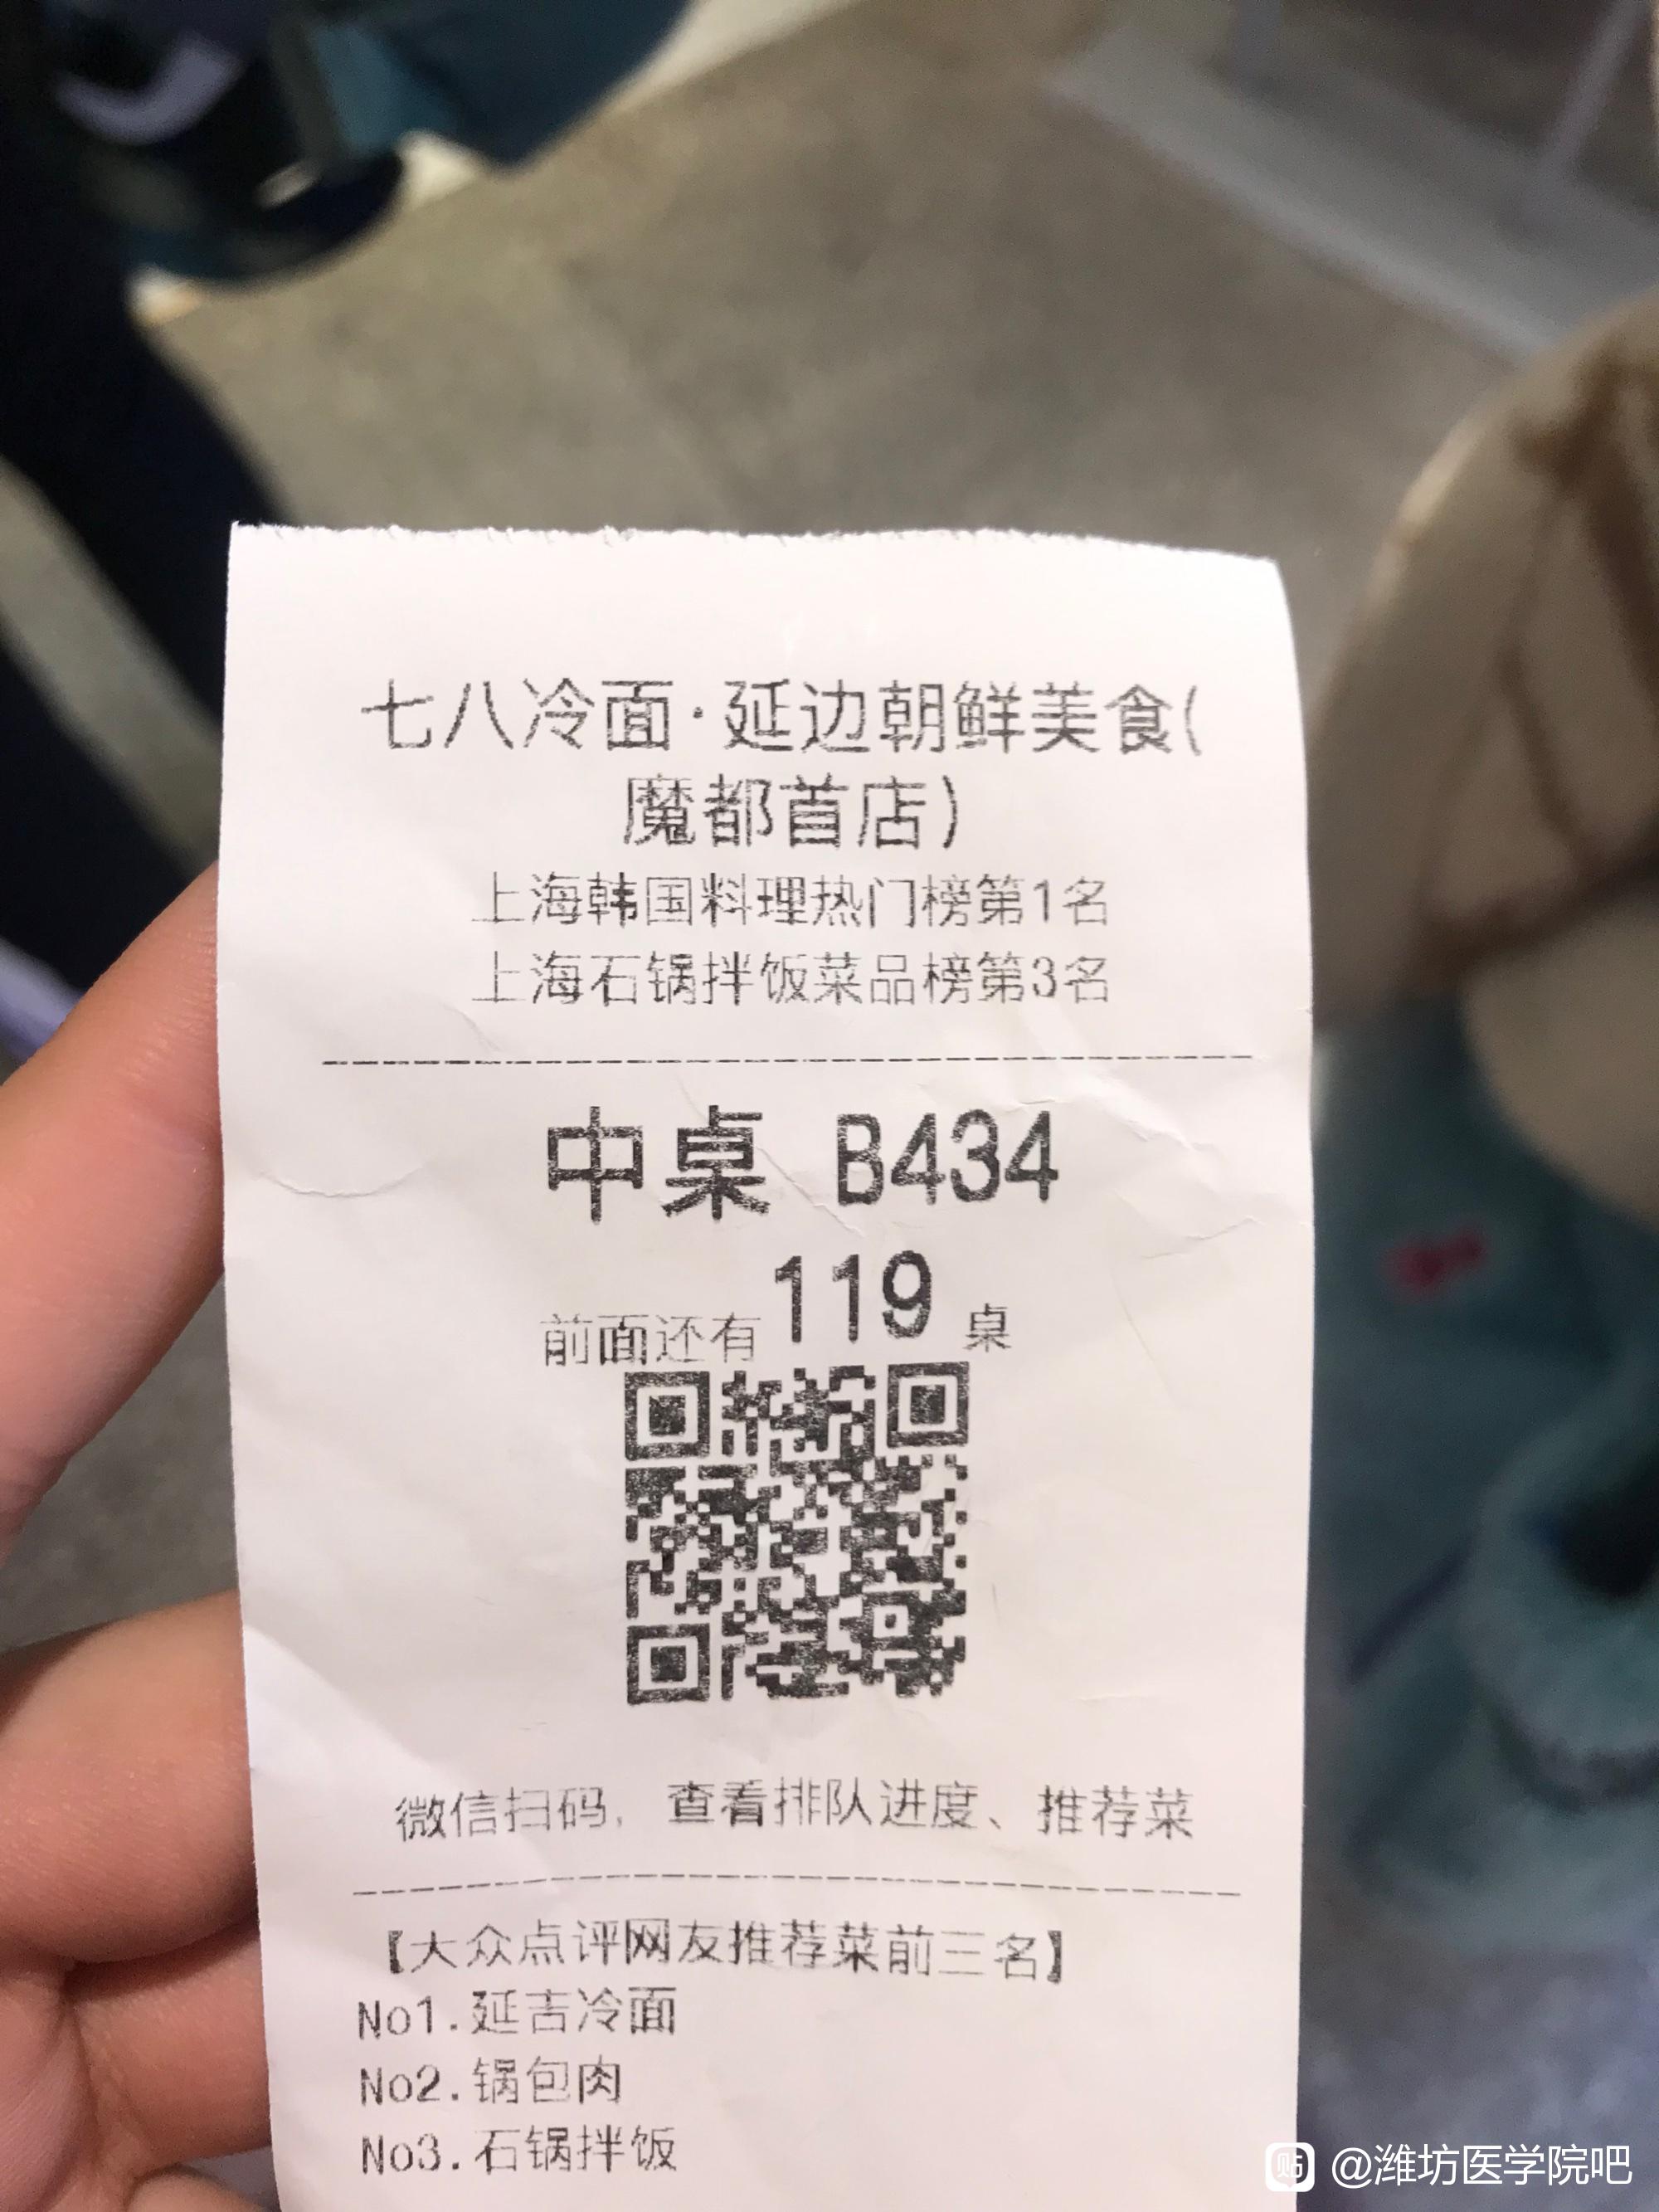 七八冷面·延边朝鲜美食(
魔都首店)
上海韩国料理热门榜第1名
上海石锅拌饭菜品榜第3名
中桌 B434
前面还有 119 桌
微信扫码, 查看排队进度、推荐菜
【大众点评网友推荐菜前三名】
No1.延吉冷面
No2.锅包肉
No3.石锅拌饭
贴 @潍坊医学院吧